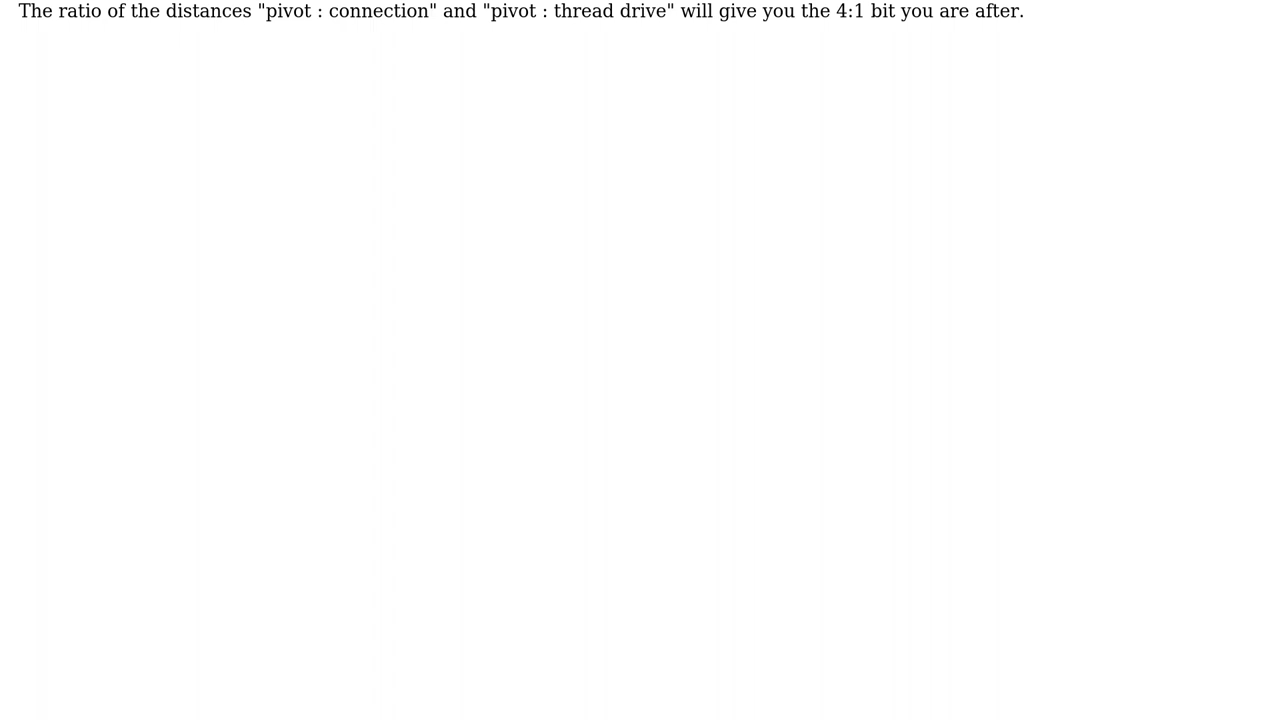 The ratio of the distances "pivot : connection" and "pivot : thread drive" will give you the 4:1 bit you are after.